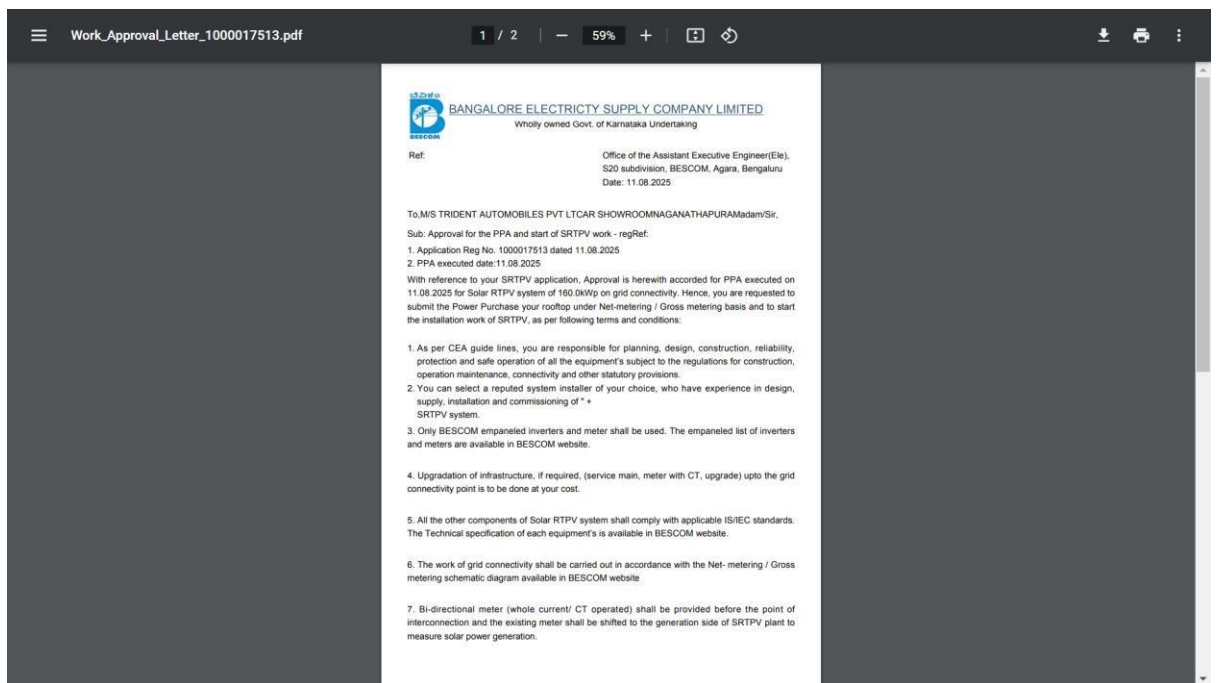 Work_Approval_Letter_1000017513.pdf
1 / 2
59%
ಬೆವಿಕಂ
BESCOM
BANGALORE ELECTRICTY SUPPLY COMPANY LIMITED
Wholly owned Govt. of Karnataka Undertaking
Ref:
Office of the Assistant Executive Engineer(Ele),
S20 subdivision, BESCOM, Agara, Bengaluru
Date: 11.08.2025
To,M/S TRIDENT AUTOMOBILES PVT LTCAR SHOWROOMNAGANATHAPURAMadam/Sir,
Sub: Approval for the PPA and start of SRTPV work - regRef:
1. Application Reg No. 1000017513 dated 11.08.2025
2. PPA executed date:11.08.2025
With reference to your SRTPV application, Approval is herewith accorded for PPA executed on
11.08.2025 for Solar RTPV system of 160.0kWp on grid connectivity. Hence, you are requested to
submit the Power Purchase your rooftop under Net-metering / Gross metering basis and to start
the installation work of SRTPV, as per following terms and conditions:
1. As per CEA guide lines, you are responsible for planning, design, construction, reliability,
protection and safe operation of all the equipment's subject to the regulations for construction,
operation maintenance, connectivity and other statutory provisions.
2. You can select a reputed system installer of your choice, who have experience in design,
supply, installation and commissioning of " +
SRTPV system.
3. Only BESCOM empaneled inverters and meter shall be used. The empaneled list of inverters
and meters are available in BESCOM website.
4. Upgradation of infrastructure, if required, (service main, meter with CT, upgrade) upto the grid
connectivity point is to be done at your cost.
5. All the other components of Solar RTPV system shall comply with applicable IS/IEC standards.
The Technical specification of each equipment's is available in BESCOM website.
6. The work of grid connectivity shall be carried out in accordance with the Net- metering / Gross
metering schematic diagram available in BESCOM website
7. Bi-directional meter (whole current/ CT operated) shall be provided before the point of
interconnection and the existing meter shall be shifted to the generation side of SRTPV plant to
measure solar power generation.